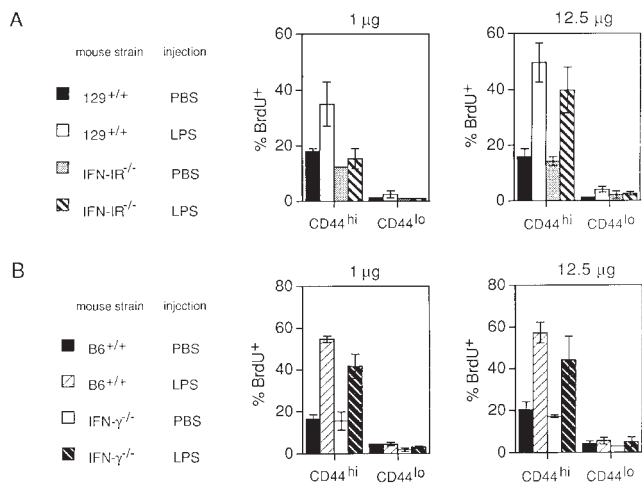 A
mouse strain injection
129+/+ PBS
129+/+ LPS
IFN-IR-/- PBS
IFN-IR-/- LPS
1 µg
% BrdU+
60
40
20
0
CD44hi CD44lo
12.5 µg
% BrdU+
60
40
20
0
CD44hi CD44lo
B
mouse strain injection
B6+/+ PBS
B6+/+ LPS
IFN-γ-/- PBS
IFN-γ-/- LPS
1 µg
% BrdU+
80
60
40
20
0
CD44hi CD44lo
12.5 µg
% BrdU+
80
60
40
20
0
CD44hi CD44lo